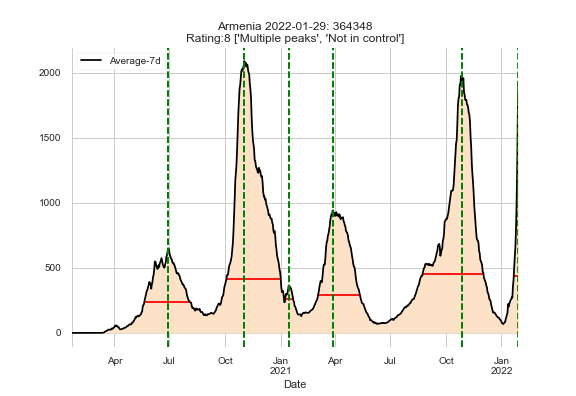 Armenia 2022-01-29: 364348
Rating:8 ['Multiple peaks', 'Not in control']
Average-7d
2000
1500
1000
500
0
Apr
Jul
Oct
Jan
2021
Apr
Jul
Oct
Jan
2022
Date